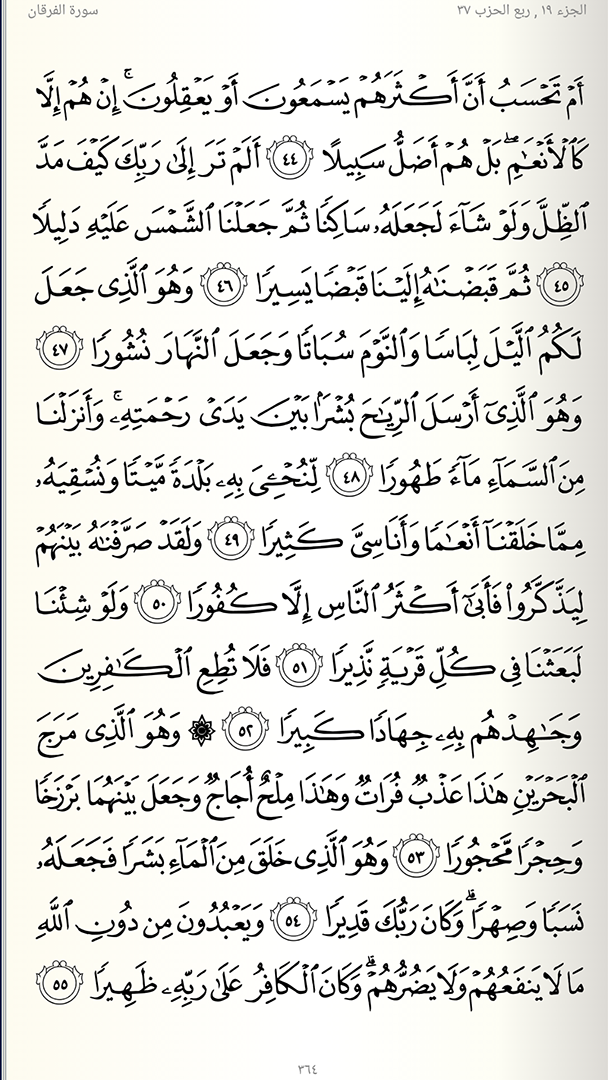 الجزء ١٩ , ربع الحزب ٣٧
سورة الفرقان
أَمۡ تَحۡسَبُ أَنَّ أَكۡثَرَهُمۡ يَسۡمَعُونَ أَوۡ يَعۡقِلُونَۚ إِنۡ هُمۡ إِلَّا
كَٱلۡأَنۡعَٰمِۖ بَلۡ هُمۡ أَضَلُّ سَبِيلًا ٤٤ أَلَمۡ تَرَ إِلَىٰ رَبِّكَ كَيۡفَ مَدَّ
ٱلظِّلَّ وَلَوۡ شَآءَ لَجَعَلَهُۥ سَاكِنٗا ثُمَّ جَعَلۡنَا ٱلشَّمۡسَ عَلَيۡهِ دَلِيلٗا
٤٥ ثُمَّ قَبَضۡنَٰهُ إِلَيۡنَا قَبۡضٗا يَسِيرٗا ٤٦ وَهُوَ ٱلَّذِي جَعَلَ
لَكُمُ ٱلَّيۡلَ لِبَاسٗا وَٱلنَّوۡمَ سُبَاتٗا وَجَعَلَ ٱلنَّهَارَ نُشُورٗا ٤٧
وَهُوَ ٱلَّذِيٓ أَرۡسَلَ ٱلرِّيَٰحَ بُشۡرَۢا بَيۡنَ يَدَيۡ رَحۡمَتِهِۦۚ وَأَنزَلۡنَا
مِنَ ٱلسَّمَآءِ مَآءٗ طَهُورٗا ٤٨ لِّنُحۡـِۧيَ بِهِۦ بَلۡدَةٗ مَّيۡتٗا وَنُسۡقِيَهُۥ
مِمَّا خَلَقۡنَآ أَنۡعَٰمٗا وَأَنَاسِيَّ كَثِيرٗا ٤٩ وَلَقَدۡ صَرَّفۡنَٰهُ بَيۡنَهُمۡ
لِيَذَّكَّرُواْ فَأَبَىٰٓ أَكۡثَرُ ٱلنَّاسِ إِلَّا كُفُورٗا ٥٠ وَلَوۡ شِئۡنَا
لَبَعَثۡنَا فِي كُلِّ قَرۡيَةٖ نَّذِيرٗا ٥١ فَلَا تُطِعِ ٱلۡكَٰفِرِينَ
وَجَٰهِدۡهُم بِهِۦ جِهَادٗا كَبِيرٗا ٥٢ ۞ وَهُوَ ٱلَّذِي مَرَجَ
ٱلۡبَحۡرَيۡنِ هَٰذَا عَذۡبٞ فُرَاتٞ وَهَٰذَا مِلۡحٌ أُجَاجٞ وَجَعَلَ بَيۡنَهُمَا بَرۡزَخٗا
وَحِجۡرٗا مَّحۡجُورٗا ٥٣ وَهُوَ ٱلَّذِي خَلَقَ مِنَ ٱلۡمَآءِ بَشَرٗا فَجَعَلَهُۥ
نَسَبٗا وَصِهۡرٗاۗ وَكَانَ رَبُّكَ قَدِيرٗا ٥٤ وَيَعۡبُدُونَ مِن دُونِ ٱللَّهِ
مَا لَا يَنفَعُهُمۡ وَلَا يَضُرُّهُمۡۗ وَكَانَ ٱلۡكَافِرُ عَلَىٰ رَبِّهِۦ ظَهِيرٗا ٥٥
٣٦٤